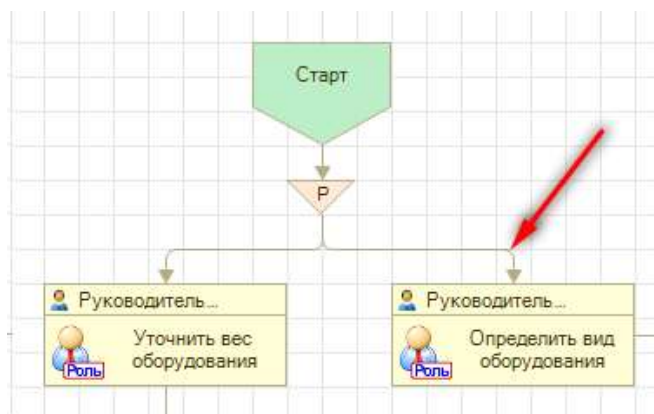 Старт
Р
Руководитель...
Уточнить вес
оборудования
Роль
Руководитель...
Определить вид
оборудования
Роль